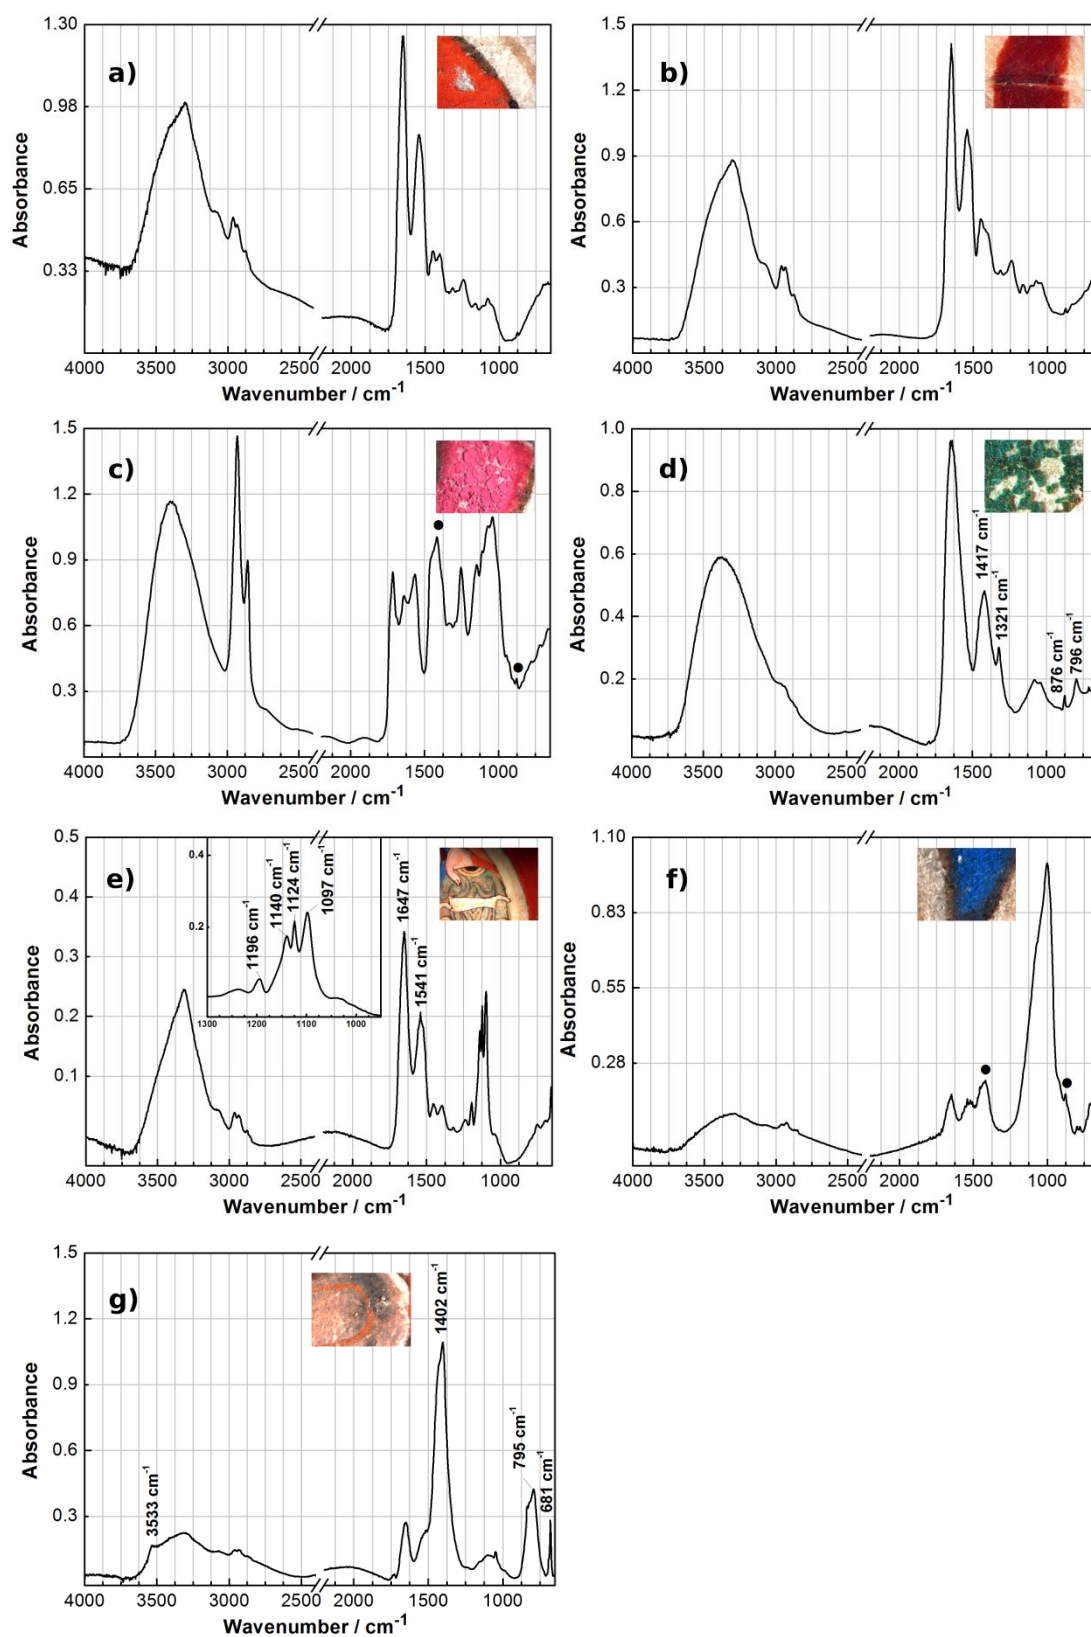 a)
1.30
0.98
0.65
0.33
Absorbance
4000 3500 3000 2500 2000 1500 1000
Wavenumber / cm-1
b)
1.5
1.2
0.9
0.6
0.3
Absorbance
4000 3500 3000 2500 2000 1500 1000
Wavenumber / cm-1
c)
1.5
1.2
0.9
0.6
0.3
Absorbance
4000 3500 3000 2500 2000 1500 1000
Wavenumber / cm-1
d)
1.0
0.8
0.6
0.4
0.2
Absorbance
1417 cm-1
1321 cm-1
876 cm-1
796 cm-1
4000 3500 3000 2500 2000 1500 1000
Wavenumber / cm-1
e)
0.5
0.4
0.3
0.2
0.1
Absorbance
0.4
0.2
1196 cm-1
1140 cm-1
1124 cm-1
1097 cm-1
1300 1200 1100 1000
1647 cm-1
1541 cm-1
4000 3500 3000 2500 2000 1500 1000
Wavenumber / cm-1
f)
1.10
0.83
0.55
0.28
Absorbance
4000 3500 3000 2500 2000 1500 1000
Wavenumber / cm-1
g)
1.5
1.2
0.9
0.6
0.3
Absorbance
3533 cm-1
1402 cm-1
795 cm-1
681 cm-1
4000 3500 3000 2500 2000 1500 1000
Wavenumber / cm-1